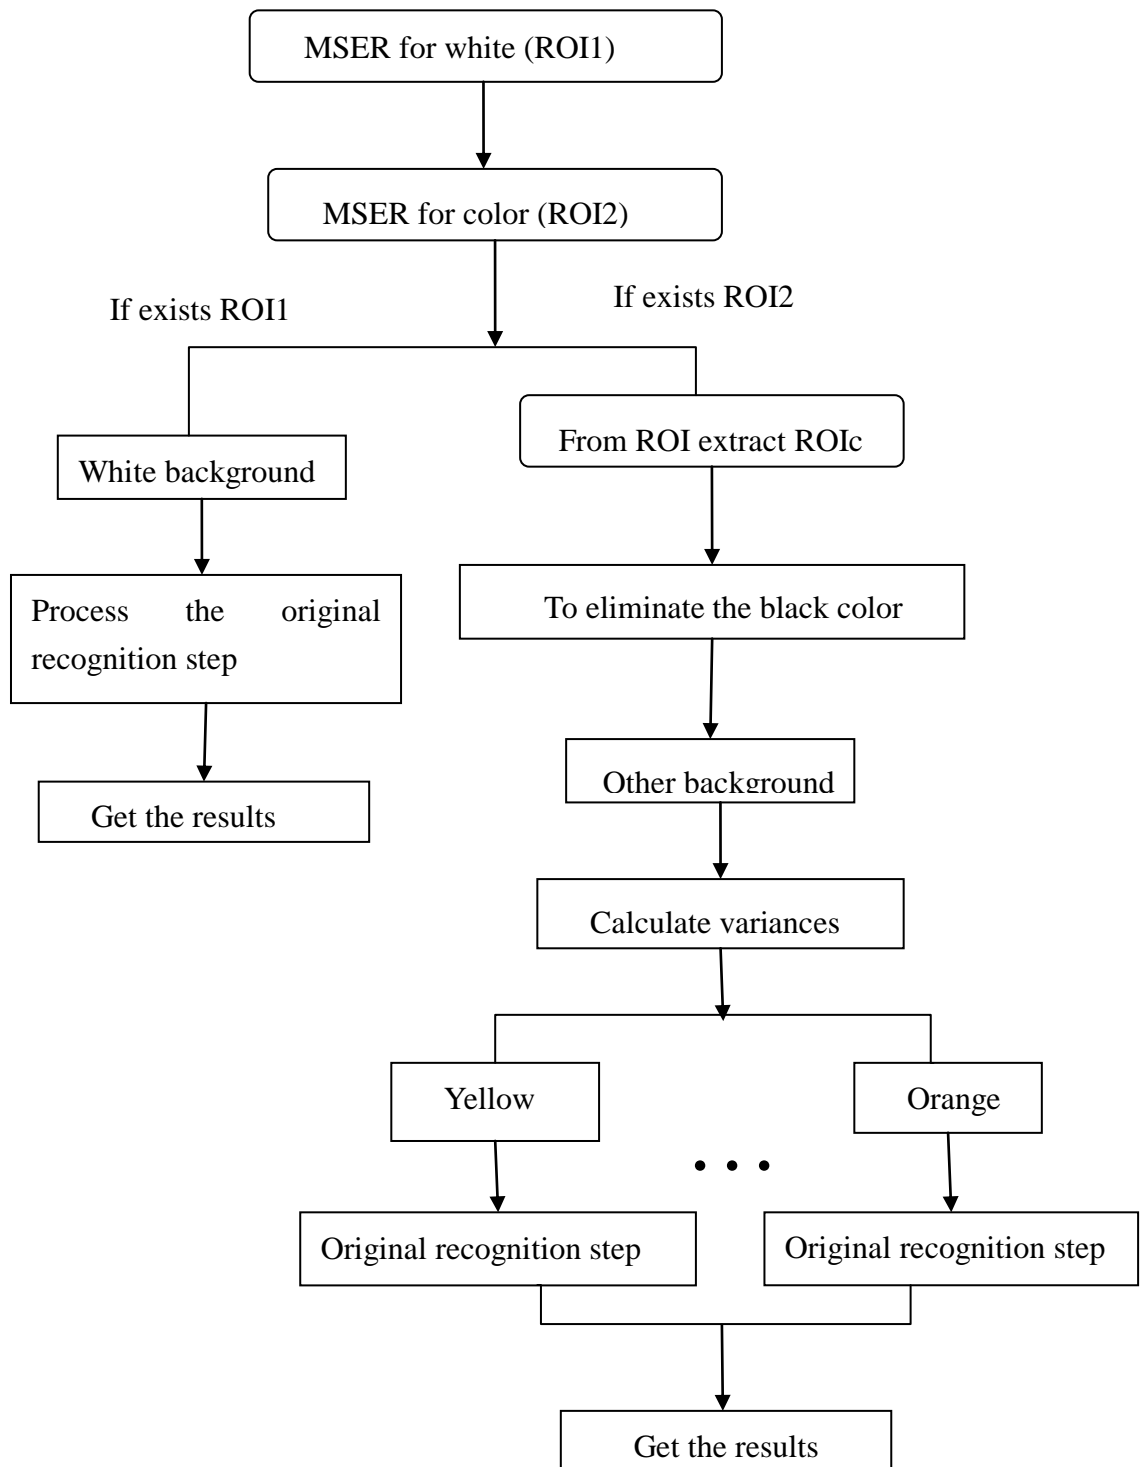 MSER for white (ROI1)
MSER for color (ROI2)
If exists ROI1
If exists ROI2
From ROI extract ROIc
White background
To eliminate the black color
Process the original
recognition step
Other background
Get the results
Calculate variances
Yellow
Orange
• • •
Original recognition step
Original recognition step
Get the results